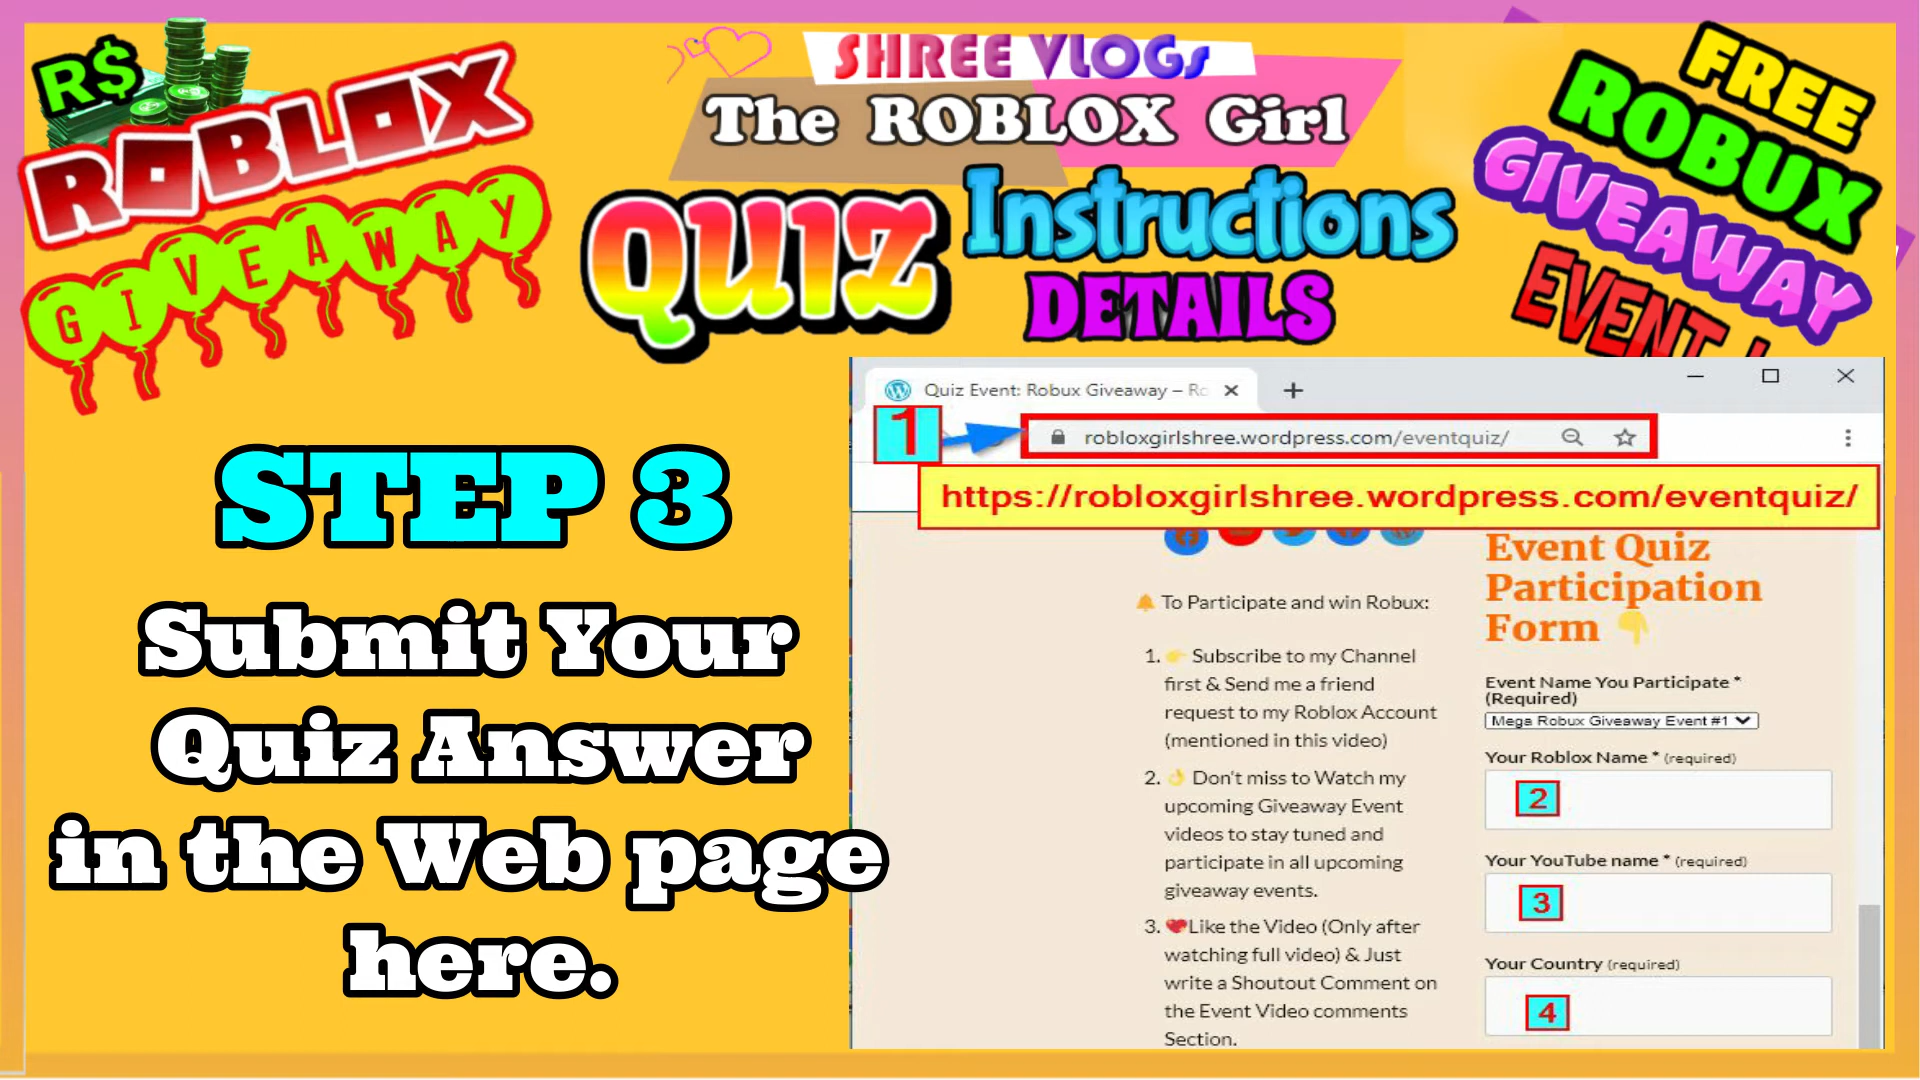 R$
ROBLOX
GIVEAWAY
SHREE VLOGs
The ROBLOX Girl
QUIZ Instructions
DETAILS
FREE
ROBUX
GIVEAWAY
EVENT
STEP 3
Submit Your
Quiz Answer
in the Web page
here.
Quiz Event: Robux Giveaway –
1
robloxgirlshree.wordpress.com/eventquiz/
https://robloxgirlshree.wordpress.com/eventquiz/
To Participate and win Robux:
1. Subscribe to my Channel
first & Send me a friend
request to my Roblox Account
(mentioned in this video)
2. Don't miss to Watch my
upcoming Giveaway Event
videos to stay tuned and
participate in all upcoming
giveaway events.
3. Like the Video (Only after
watching full video) & Just
write a Shoutout Comment on
the Event Video comments
Section.
Event Quiz
Participation
Form
Event Name You Participate *
(Required)
Mega Robux Giveaway Event #1
Your Roblox Name * (required)
2
Your YouTube name * (required)
3
Your Country (required)
4